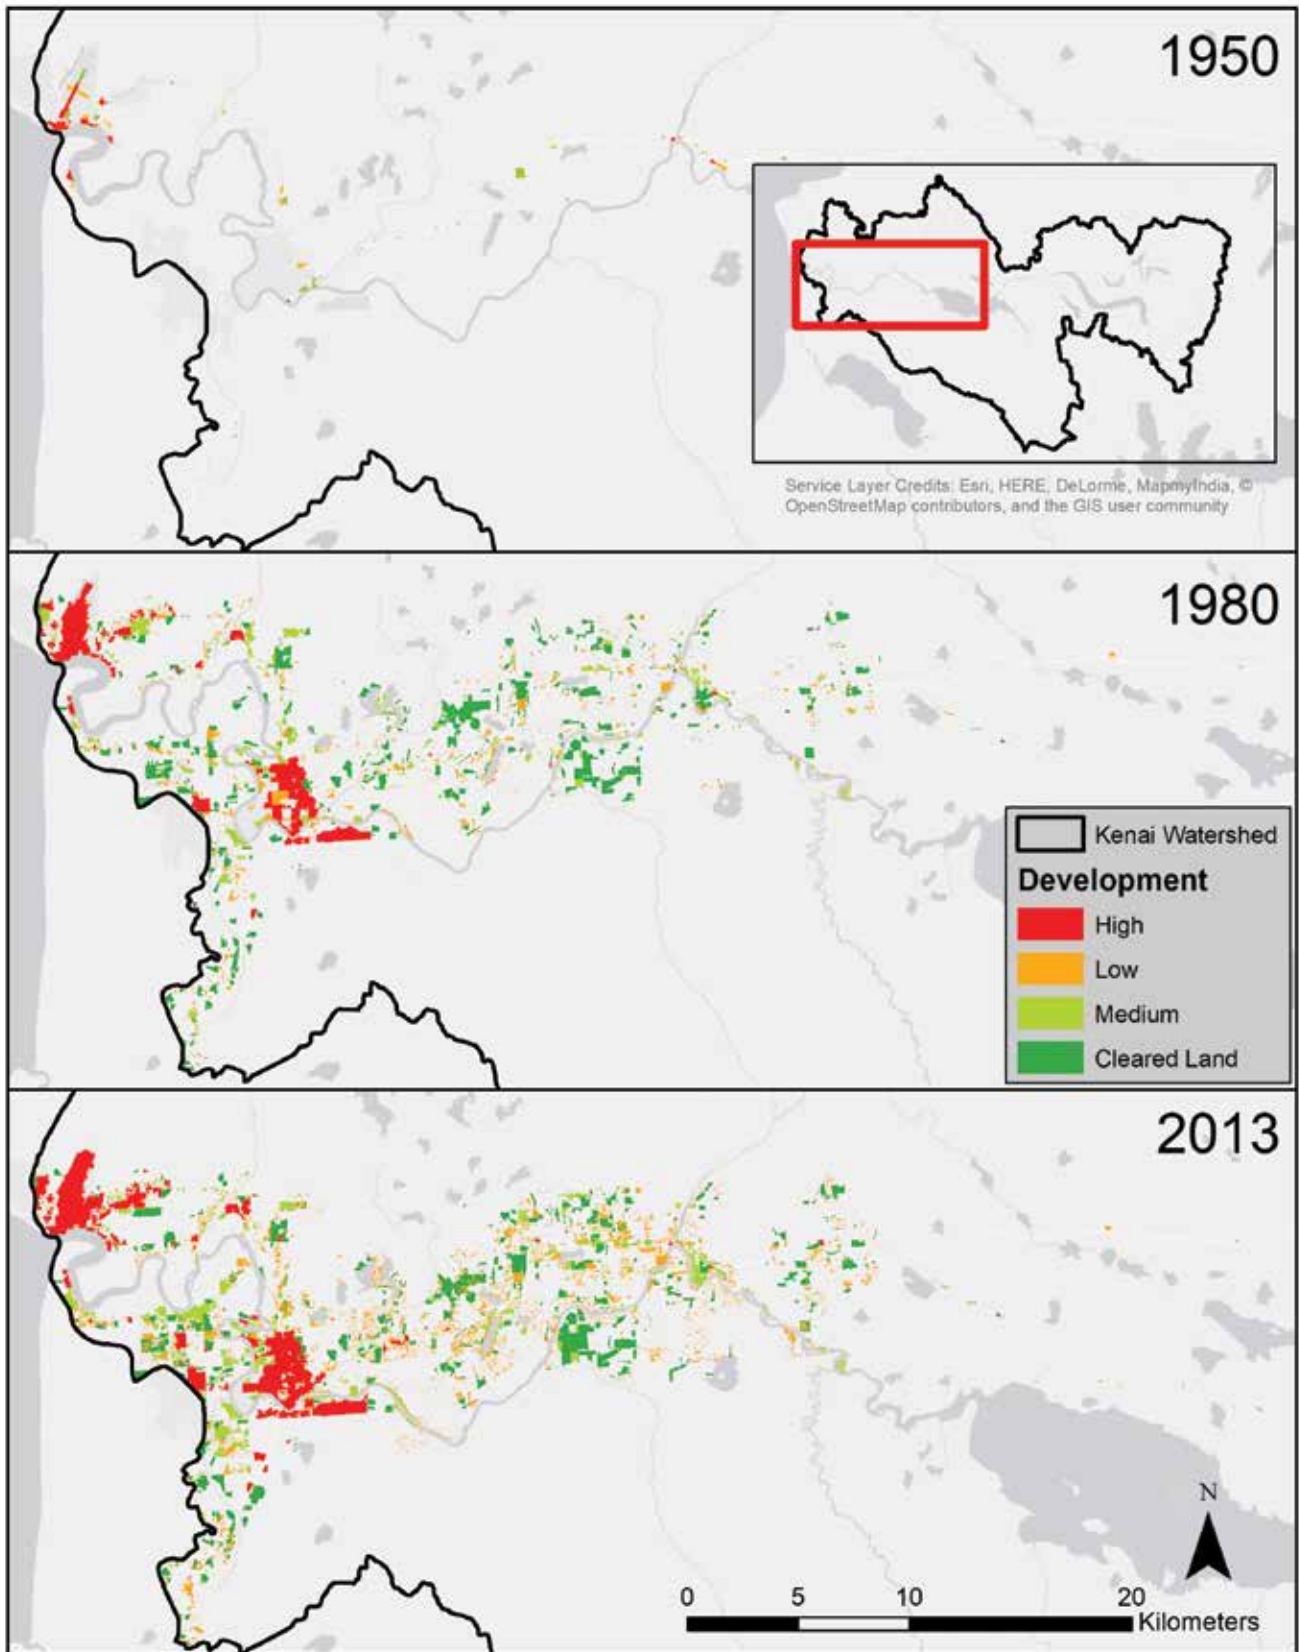 1950
Service Layer Credits: Esri, HERE, DeLorme, MapmyIndia, ©
OpenStreetMap contributors, and the GIS user community
1980
Kenai Watershed
Development
High
Low
Medium
Cleared Land
2013
N
0 5 10 20
Kilometers